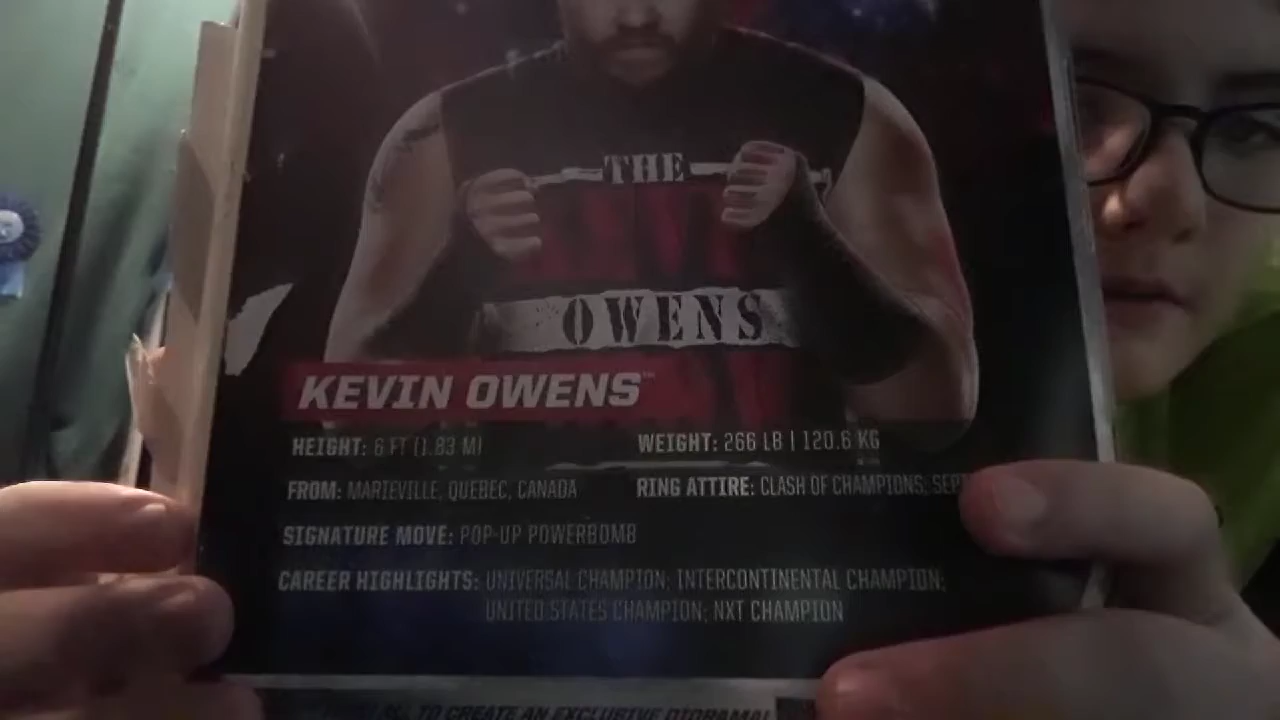 THE
OWENS
KEVIN OWENS™
HEIGHT: 6 FT (1.83 M)
WEIGHT: 266 LB | 120.6 KG
FROM: MARIEVILLE, QUEBEC, CANADA
RING ATTIRE: CLASH OF CHAMPIONS, SEPT
SIGNATURE MOVE: POP-UP POWERBOMB
CAREER HIGHLIGHTS: UNIVERSAL CHAMPION; INTERCONTINENTAL CHAMPION;
UNITED STATES CHAMPION; NXT CHAMPION
TO CREATE AN EXCLUSIVE DIORAMA!